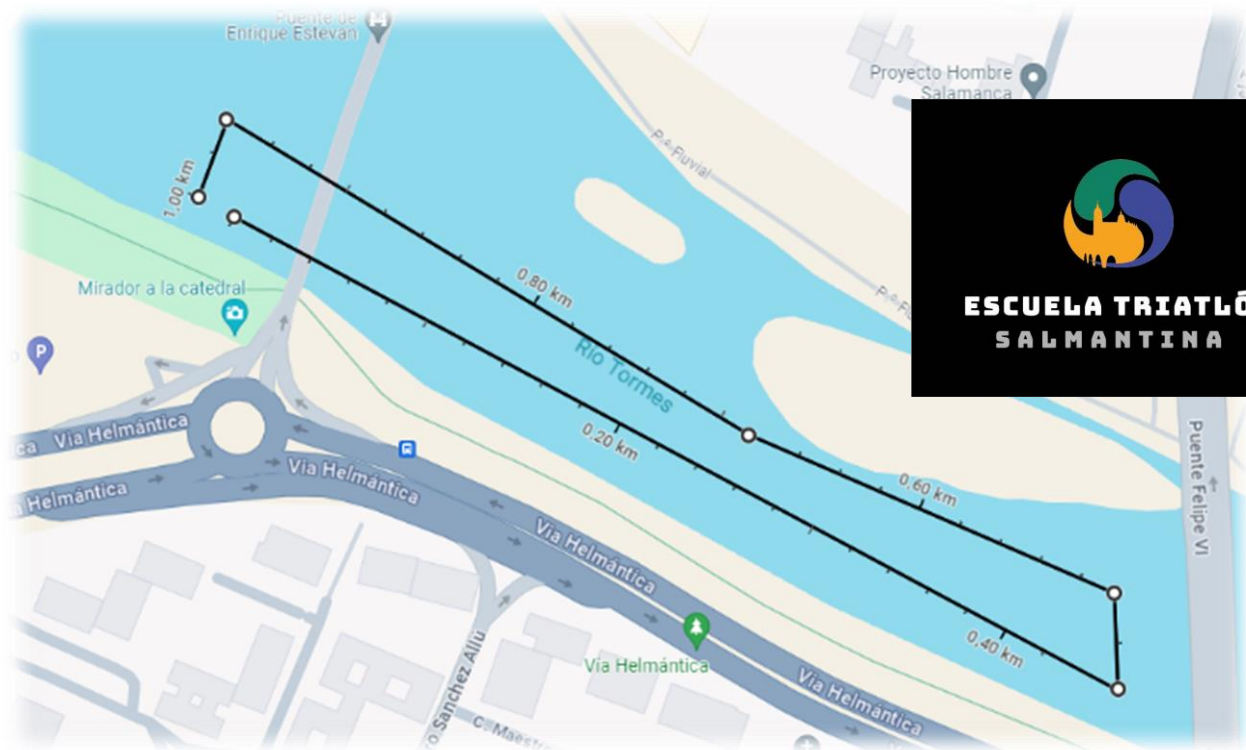 Puente de
Enrique Estevan
Proyecto Hombre
Salamanca
P.º Fluvial
1,00 km
Mirador a la catedral
0,80 km
Río Tormes
ESCUELA TRIATLÓ
SALMANTINA
P
Vía Helmántica
0,20 km
Vía Helmántica
0,60 km
Puente Felipe VI
Helmántica
Vía Helmántica
0,40 km
Vía Helmántica
Vía Helmántica
Sanchez Allú
C. Maestro